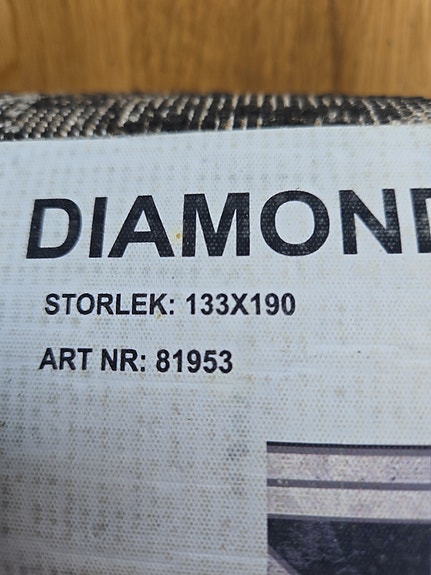 DIAMOND
STORLEK: 133X190
ART NR: 81953